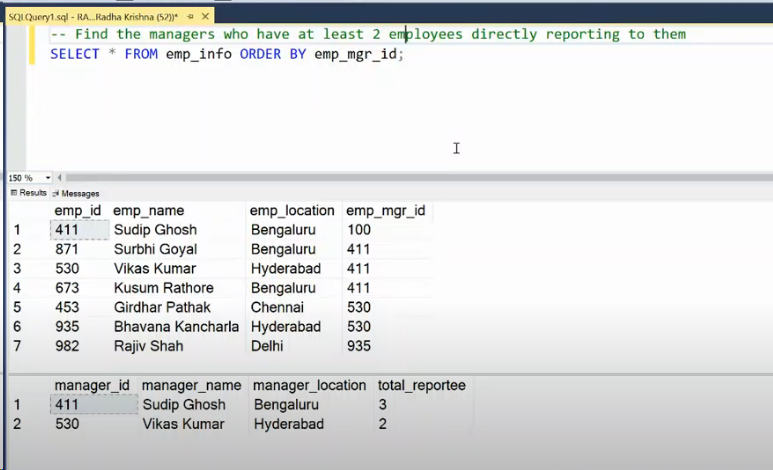 SQLQuery1.sql - RA...Radha Krishna (52))*
-- Find the managers who have at least 2 employees directly reporting to them
SELECT * FROM emp_info ORDER BY emp_mgr_id;
150 %
Results Messages
emp_id emp_name emp_location emp_mgr_id
1 411 Sudip Ghosh Bengaluru 100
2 871 Surbhi Goyal Bengaluru 411
3 530 Vikas Kumar Hyderabad 411
4 673 Kusum Rathore Bengaluru 411
5 453 Girdhar Pathak Chennai 530
6 935 Bhavana Kancharla Hyderabad 530
7 982 Rajiv Shah Delhi 935
manager_id manager_name manager_location total_reportee
1 411 Sudip Ghosh Bengaluru 3
2 530 Vikas Kumar Hyderabad 2